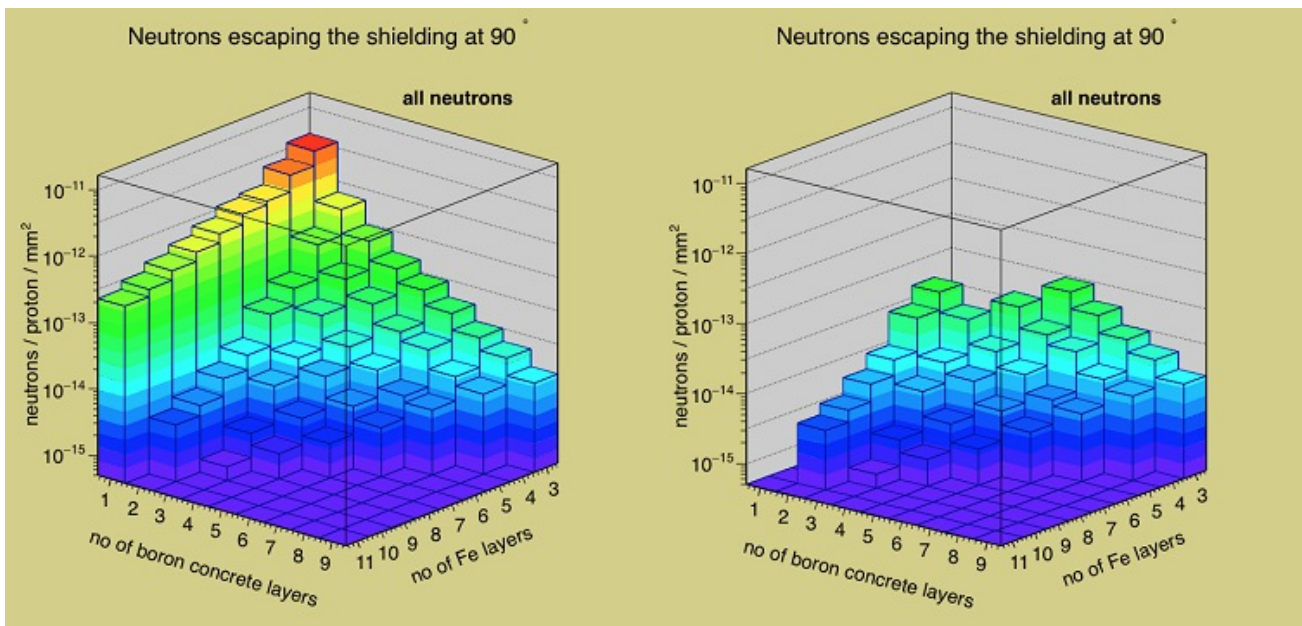 Neutrons escaping the shielding at 90°
all neutrons
neutrons / proton / mm²
10⁻¹¹
10⁻¹²
10⁻¹³
10⁻¹⁴
10⁻¹⁵
1 2 3 4 5 6 7 8 9
no of boron concrete layers
11 10 9 8 7 6 5 4 3
no of Fe layers
Neutrons escaping the shielding at 90°
all neutrons
neutrons / proton / mm²
10⁻¹¹
10⁻¹²
10⁻¹³
10⁻¹⁴
10⁻¹⁵
1 2 3 4 5 6 7 8 9
no of boron concrete layers
11 10 9 8 7 6 5 4 3
no of Fe layers